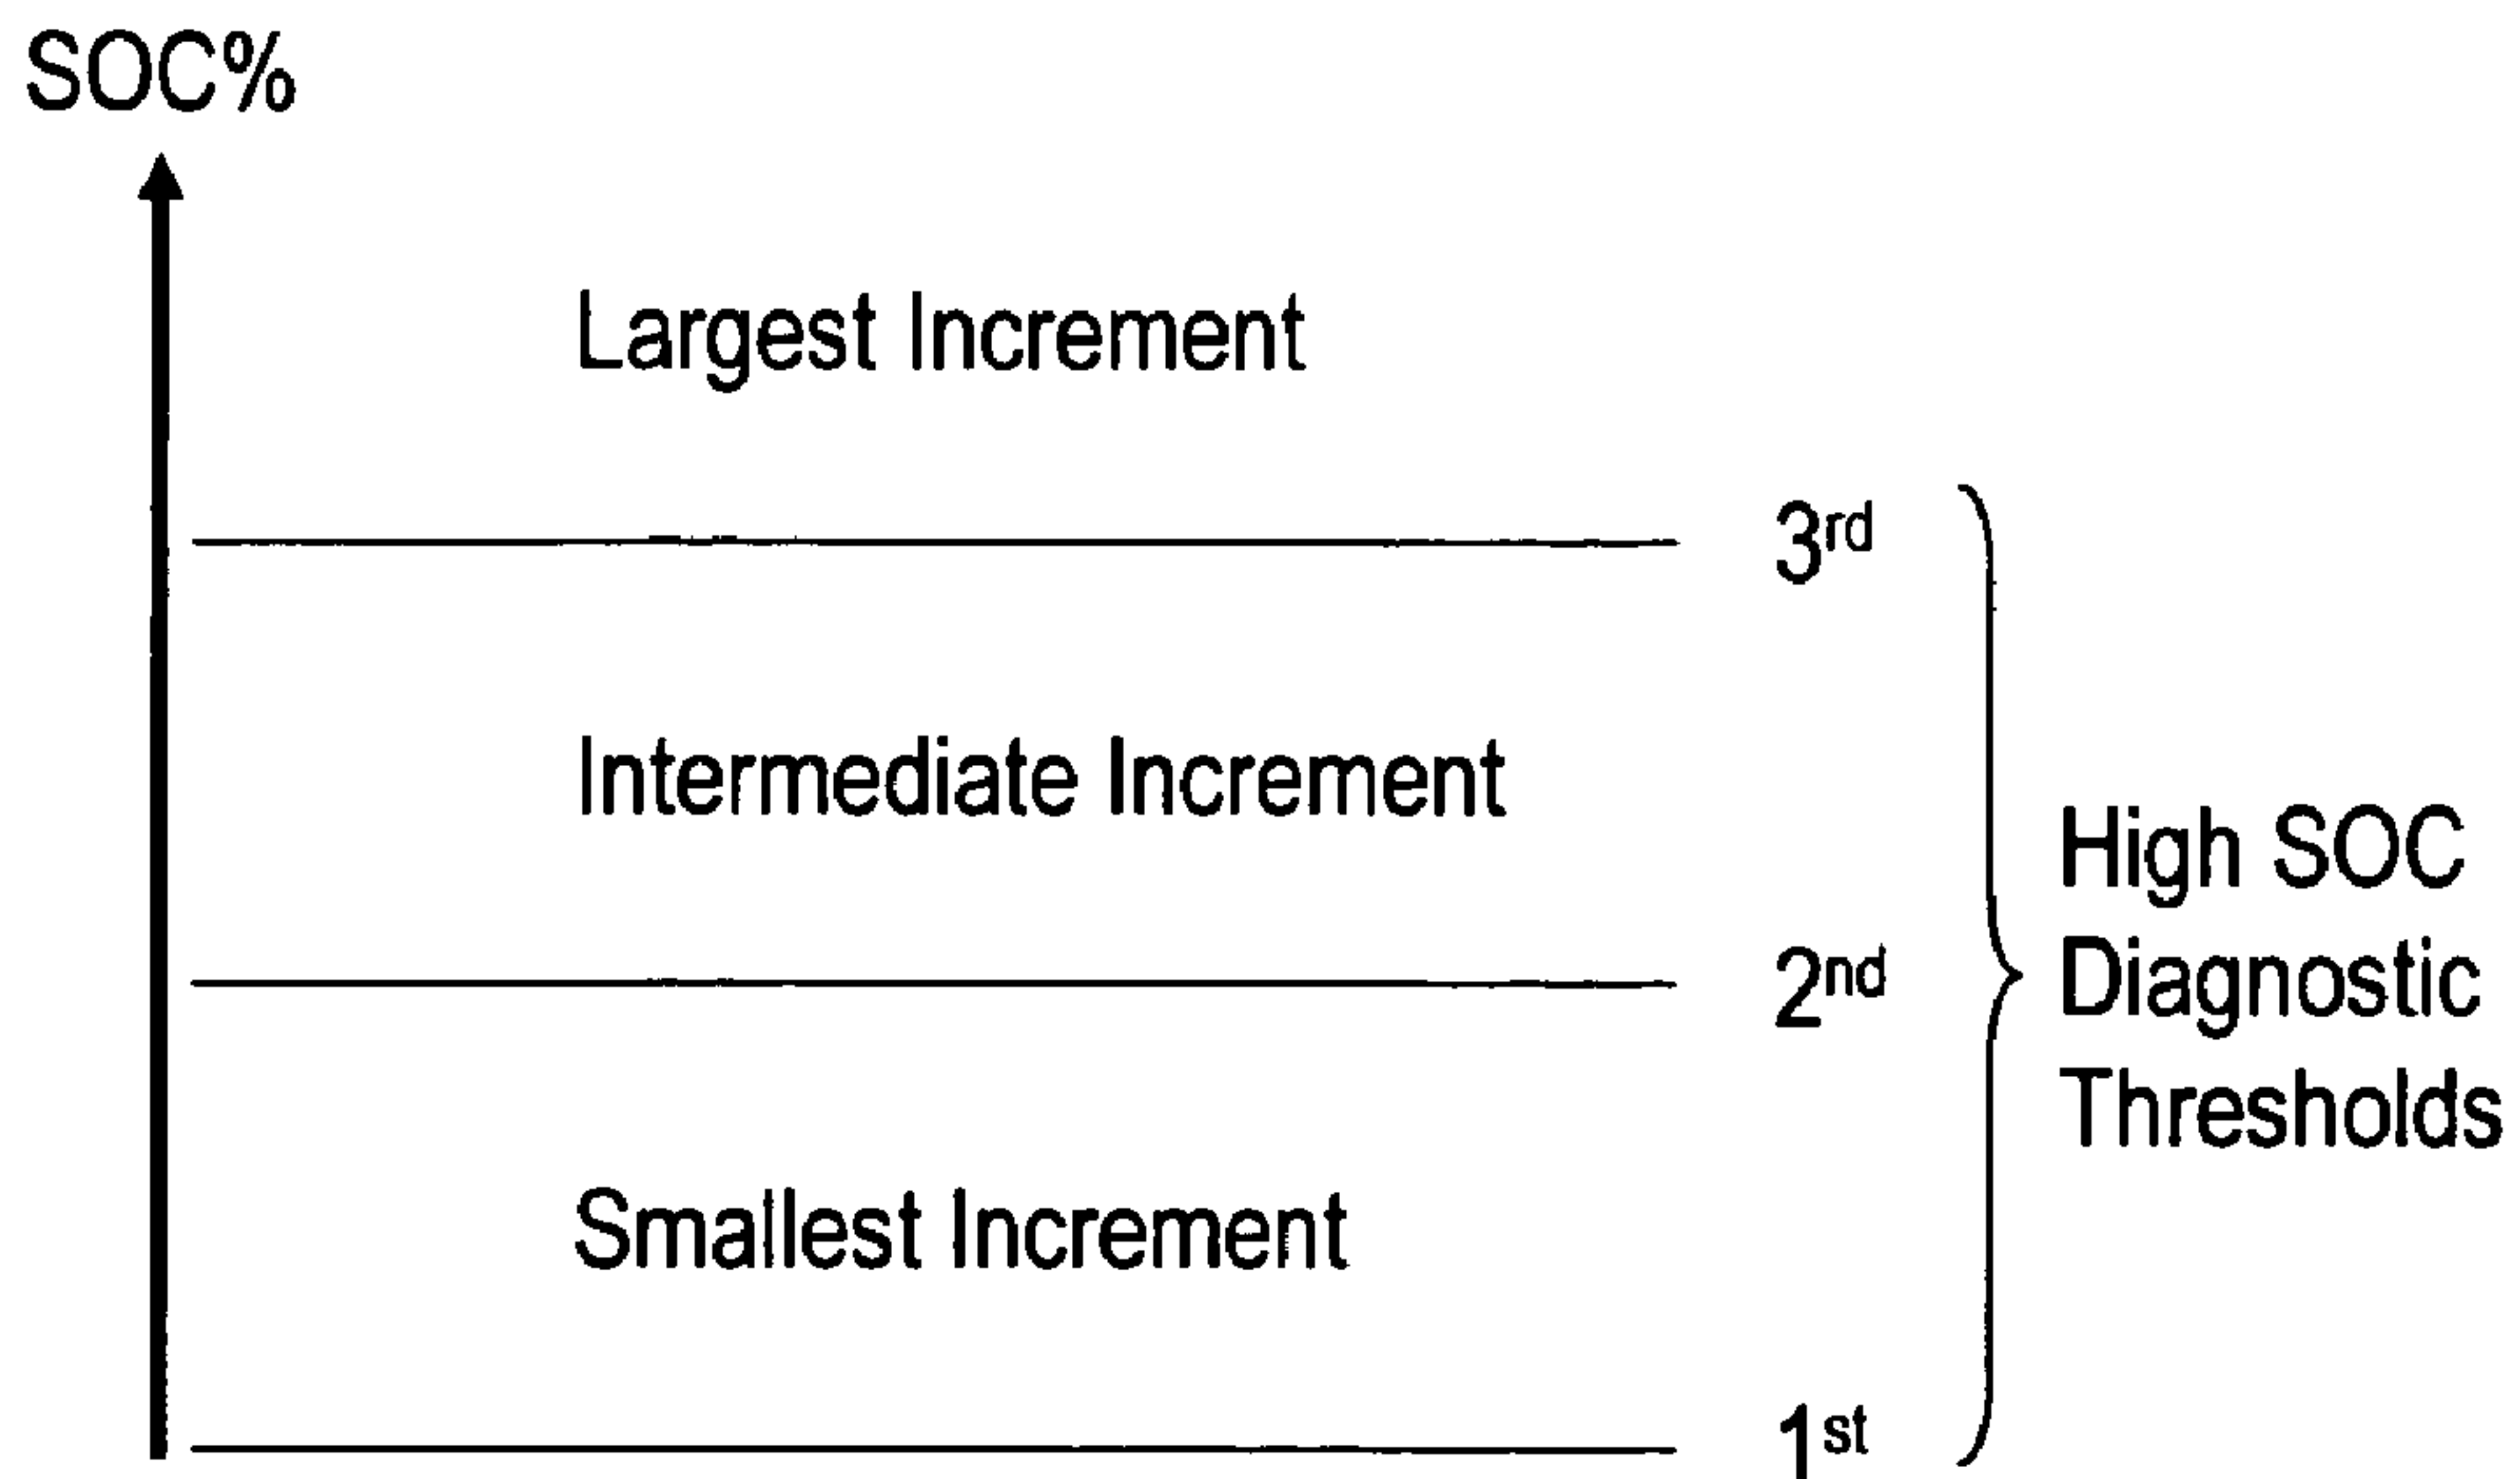 SOC%
Largest Increment
3rd
Intermediate Increment
High SOC
Diagnostic
Thresholds
2nd
Smallest Increment
1st